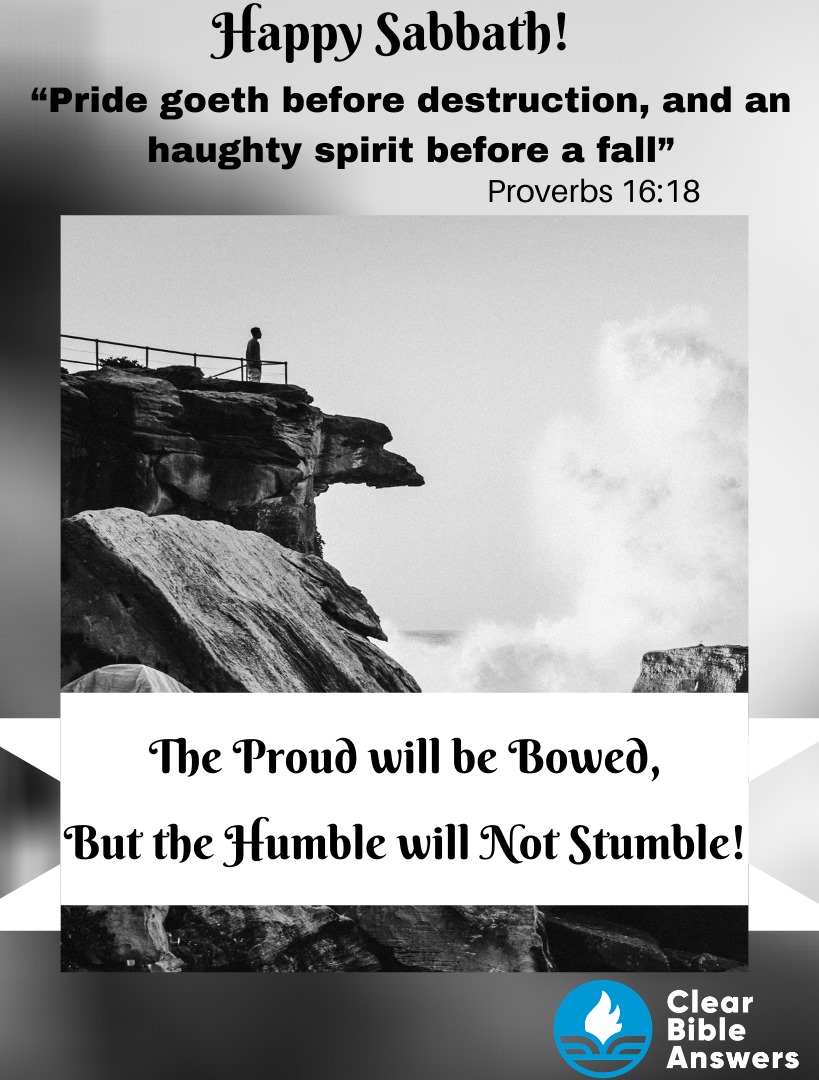 Happy Sabbath!
“Pride goeth before destruction, and an
haughty spirit before a fall”
Proverbs 16:18
The Proud will be Bowed,
But the Humble will Not Stumble!
Clear
Bible
Answers